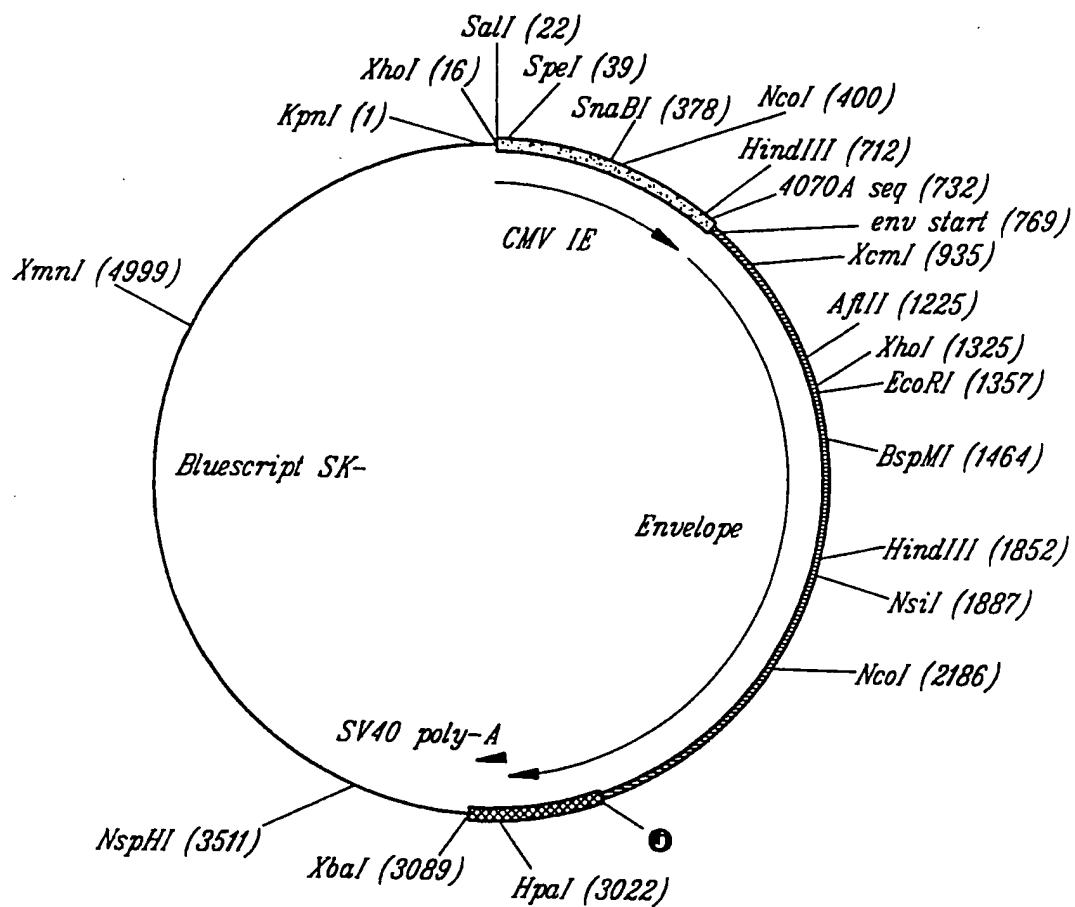 SalI (22)
XhoI (16)
SpeI (39)
KpnI (1)
SnaBI (378)
NcoI (400)
HindIII (712)
4070A seq (732)
env start (769)
CMV IE
XcmI (935)
XmnI (4999)
AflII (1225)
XhoI (1325)
EcoRI (1357)
BspMI (1464)
Bluescript SK-
Envelope
HindIII (1852)
NsiI (1887)
NcoI (2186)
SV40 poly-A
NspHI (3511)
j
XbaI (3089)
HpaI (3022)